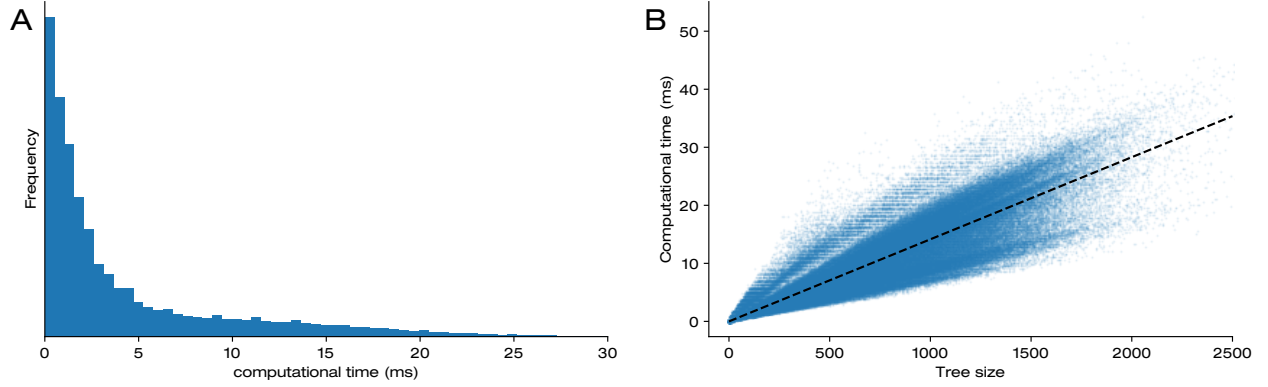 A
Frequency
0 5 10 15 20 25 30
computational time (ms)
B
Computational time (ms)
50
40
30
20
10
0
0 500 1000 1500 2000 2500
Tree size